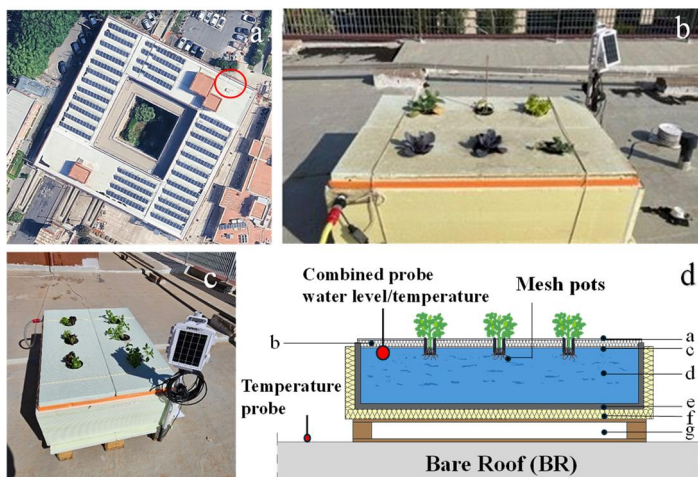 a
b
c
d
Combined probe
water level/temperature
Mesh pots
b
a
c
d
e
f
g
Temperature
probe
Bare Roof (BR)